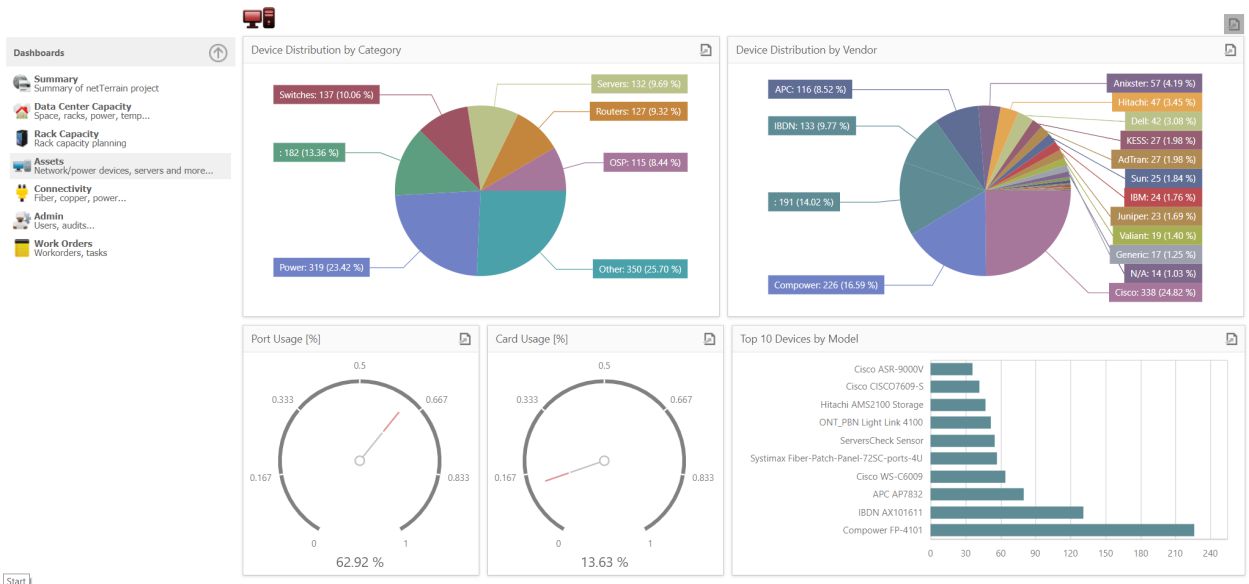 Dashboards
Summary
Summary of netTerrain project
Data Center Capacity
Space, racks, power, temp...
Rack Capacity
Rack capacity planning
Assets
Network/power devices, servers and more...
Connectivity
Fiber, copper, power...
Admin
Users, audits...
Work Orders
Workorders, tasks
Device Distribution by Category
Servers: 132 (9.69 %)
Switches: 137 (10.06 %)
Routers: 127 (9.32 %)
: 182 (13.36 %)
OSP: 115 (8.44 %)
Power: 319 (23.42 %)
Other: 350 (25.70 %)
Device Distribution by Vendor
APC: 116 (8.52 %)
IBDN: 133 (9.77 %)
: 191 (14.02 %)
Compower: 226 (16.59 %)
Anixster: 57 (4.19 %)
Hitachi: 47 (3.45 %)
Dell: 42 (3.08 %)
KESS: 27 (1.98 %)
AdTran: 27 (1.98 %)
Sun: 25 (1.84 %)
IBM: 24 (1.76 %)
Juniper: 23 (1.69 %)
Valiant: 19 (1.40 %)
Generic: 17 (1.25 %)
N/A: 14 (1.03 %)
Cisco: 338 (24.82 %)
Port Usage [%]
0.5
0.333 0.667
0.167 0.833
0 1
62.92 %
Card Usage [%]
0.5
0.333 0.667
0.167 0.833
0 1
13.63 %
Top 10 Devices by Model
Cisco ASR-9000V
Cisco CISCO7609-S
Hitachi AMS2100 Storage
ONT_PBN Light Link 4100
ServersCheck Sensor
Systimax Fiber-Patch-Panel-72SC-ports-4U
Cisco WS-C6009
APC AP7832
IBDN AX101611
Compower FP-4101
0 30 60 90 120 150 180 210 240
Start